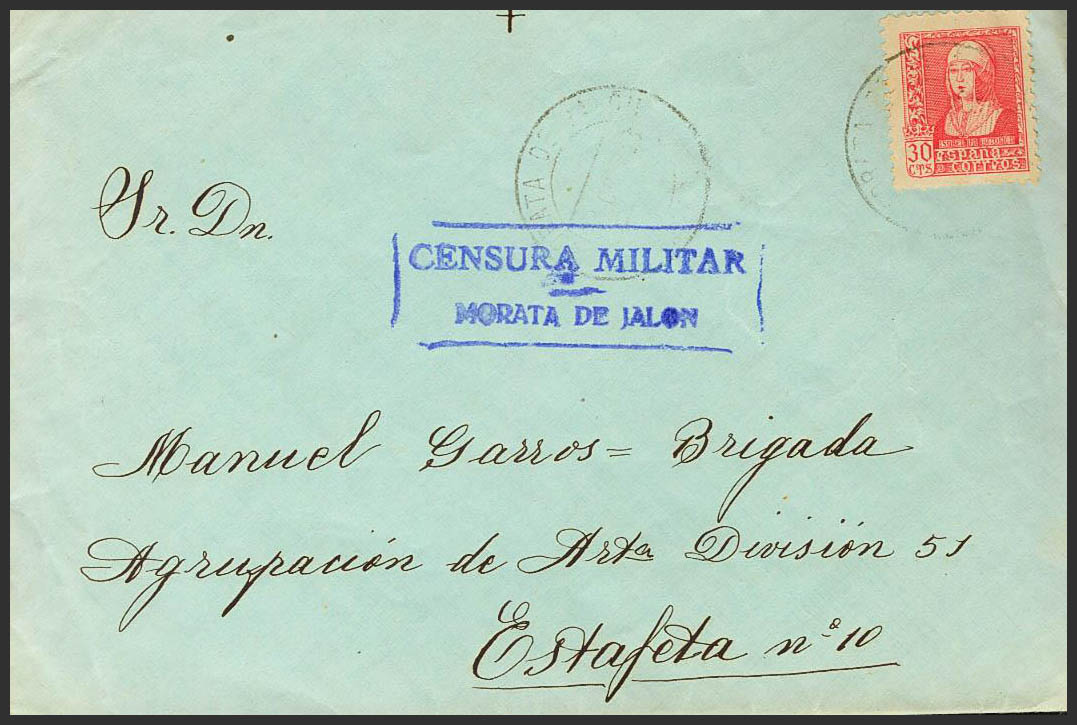 30
CTS
España
Correos
Sr. Dn.
CENSURA MILITAR
MORATA DE JALON
Manuel Garros = Brigada
Agrupación de Arta División 51
Estafeta nº 10